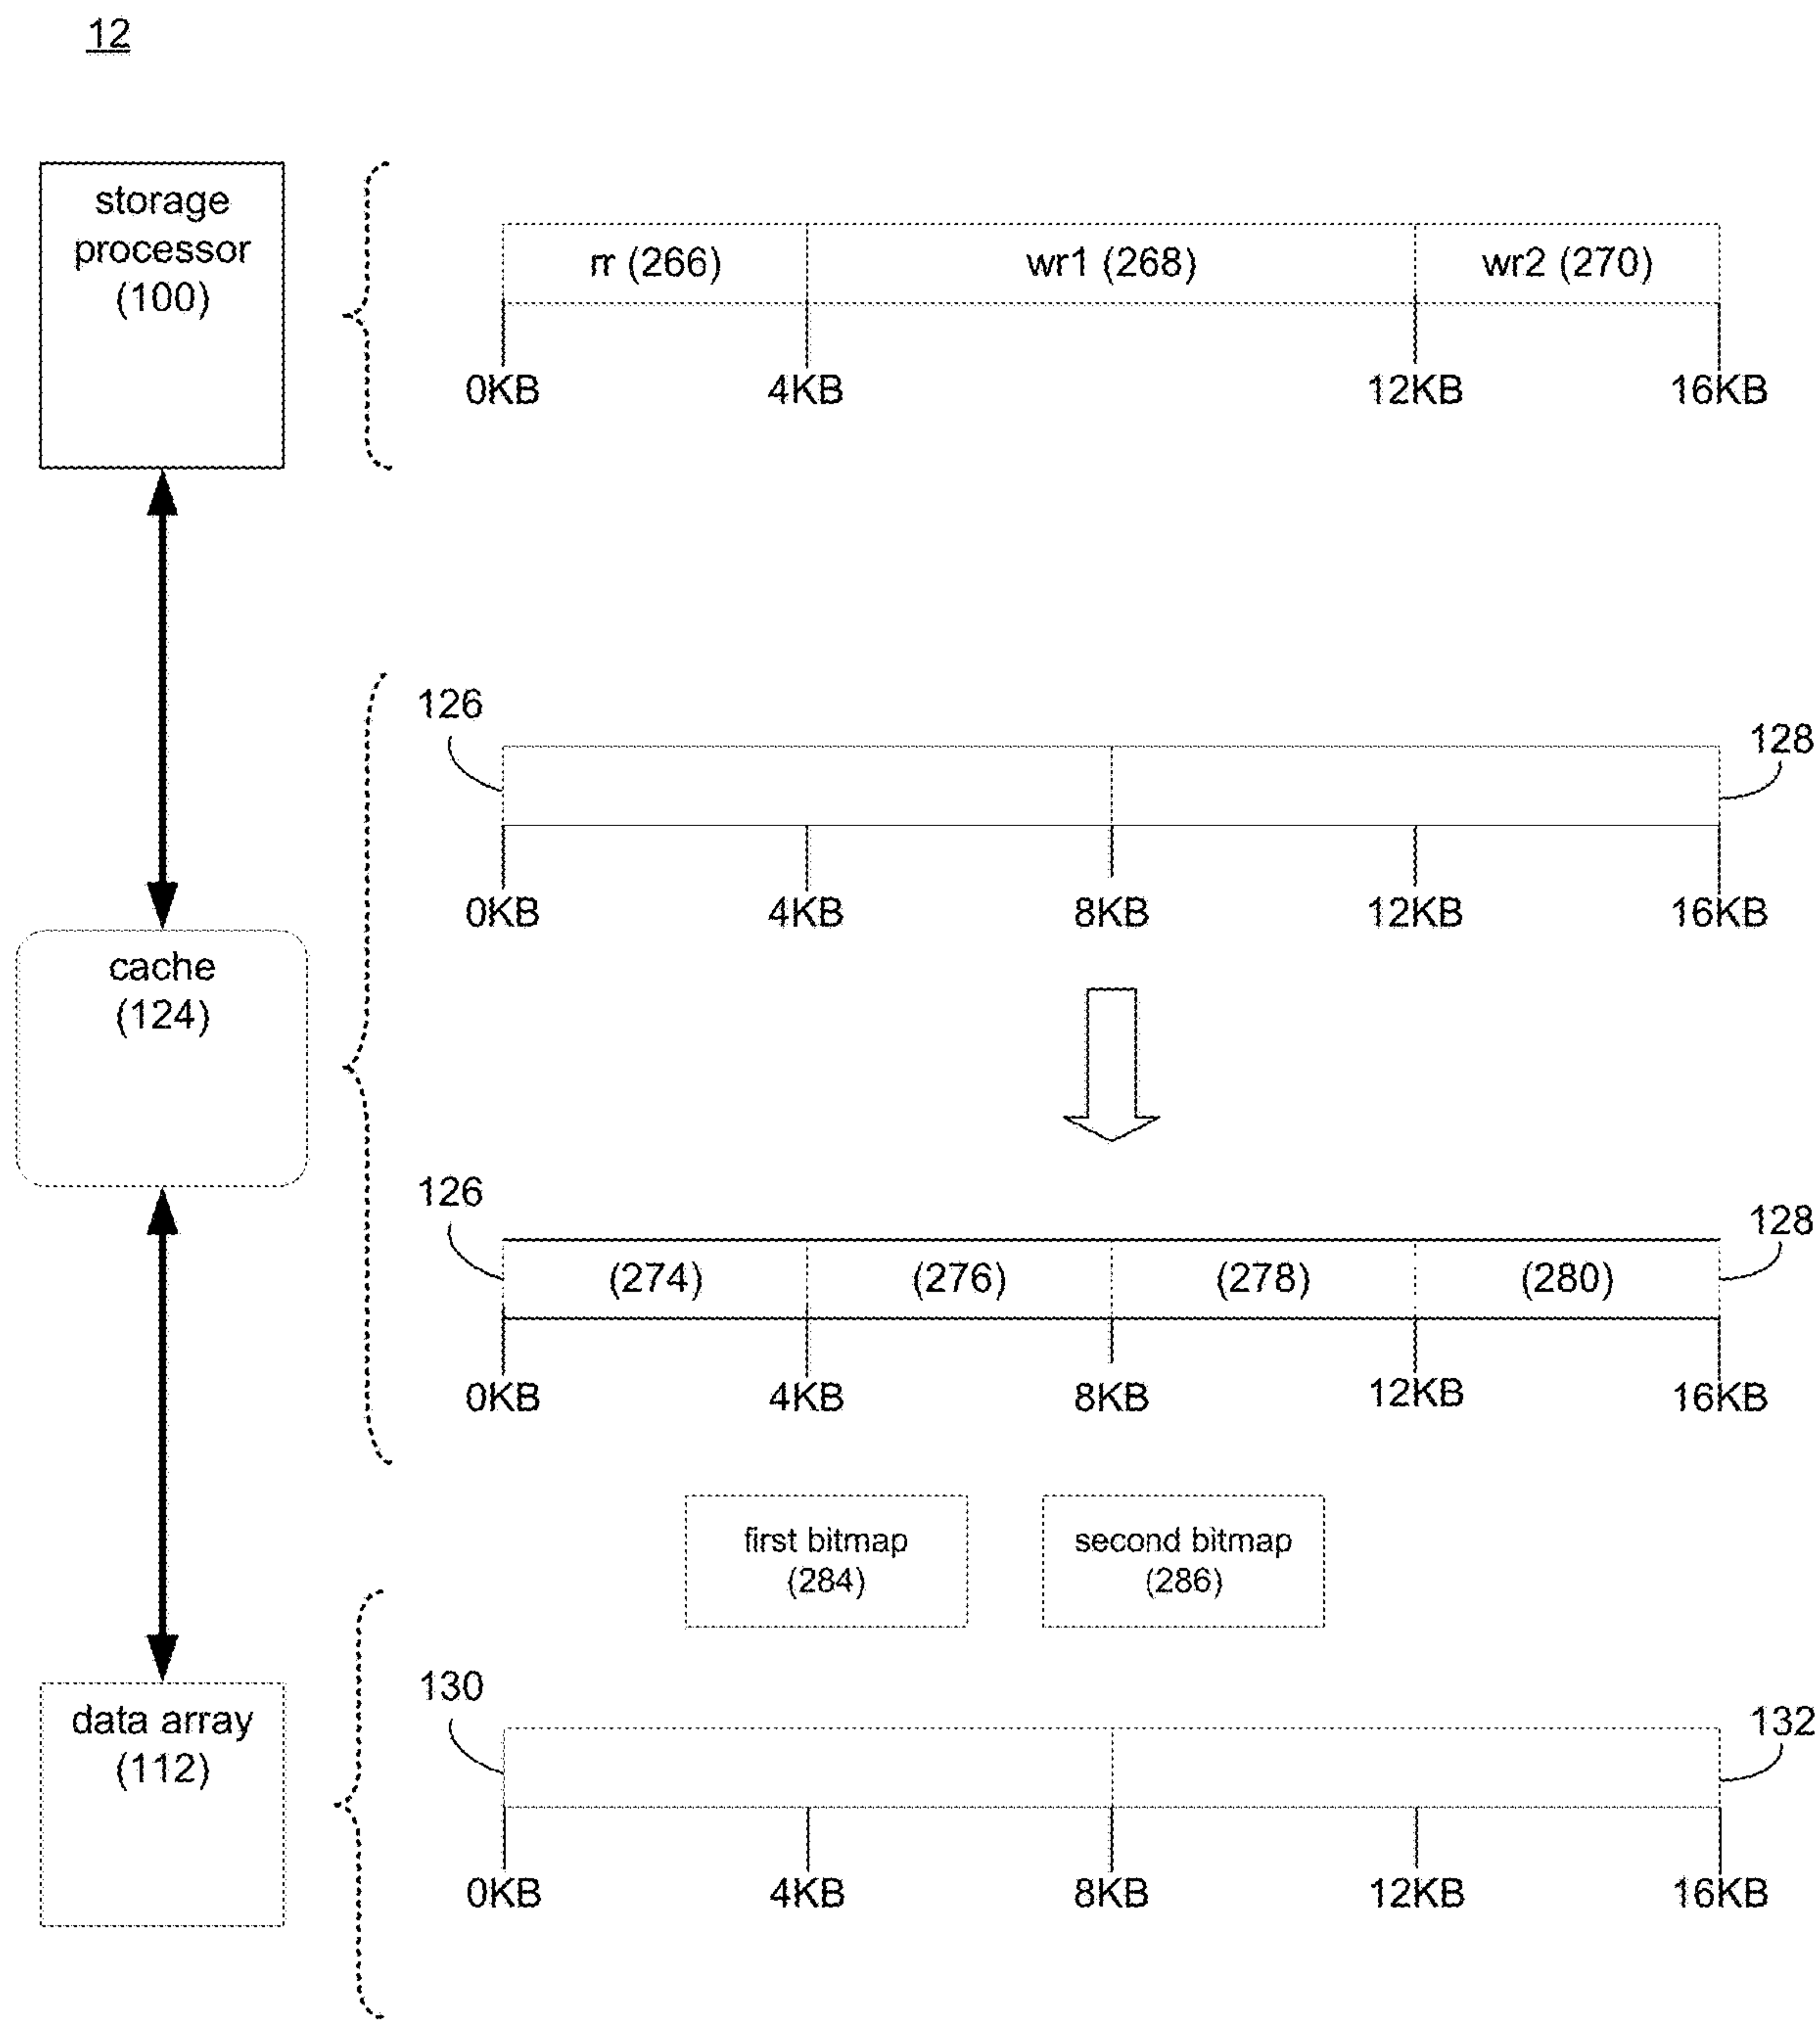 12
storage
processor
(100)
rr (266) wr1 (268) wr2 (270)
0KB 4KB 12KB 16KB
126 128
0KB 4KB 8KB 12KB 16KB
cache
(124)
126 128
(274) (276) (278) (280)
0KB 4KB 8KB 12KB 16KB
first bitmap
(284)
second bitmap
(286)
data array
(112)
130 132
0KB 4KB 8KB 12KB 16KB